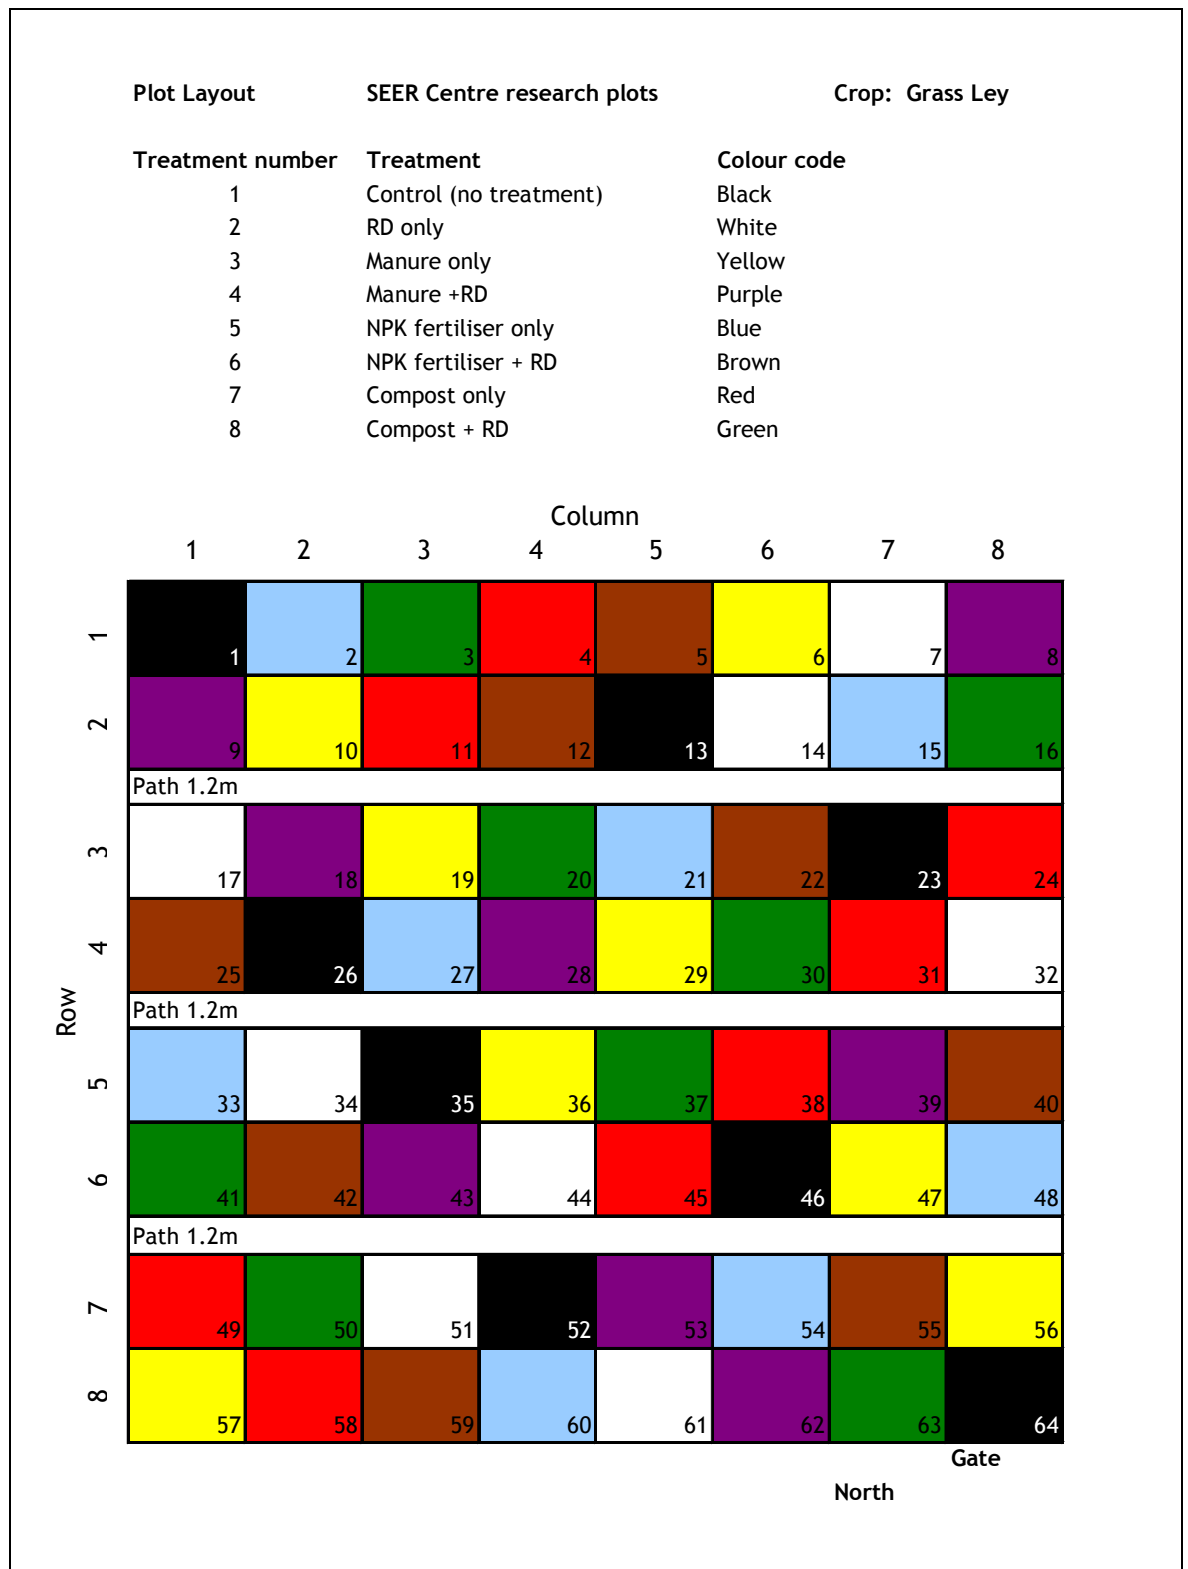 Plot Layout SEER Centre research plots Crop: Grass Ley
Treatment number Treatment Colour code
1 Control (no treatment) Black
2 RD only White
3 Manure only Yellow
4 Manure +RD Purple
5 NPK fertiliser only Blue
6 NPK fertiliser + RD Brown
7 Compost only Red
8 Compost + RD Green
Column
1 2 3 4 5 6 7 8
Row
1
1 2 3 4 5 6 7 8
2
9 10 11 12 13 14 15 16
Path 1.2m
3
17 18 19 20 21 22 23 24
4
25 26 27 28 29 30 31 32
Path 1.2m
5
33 34 35 36 37 38 39 40
6
41 42 43 44 45 46 47 48
Path 1.2m
7
49 50 51 52 53 54 55 56
8
57 58 59 60 61 62 63 64
Gate
North